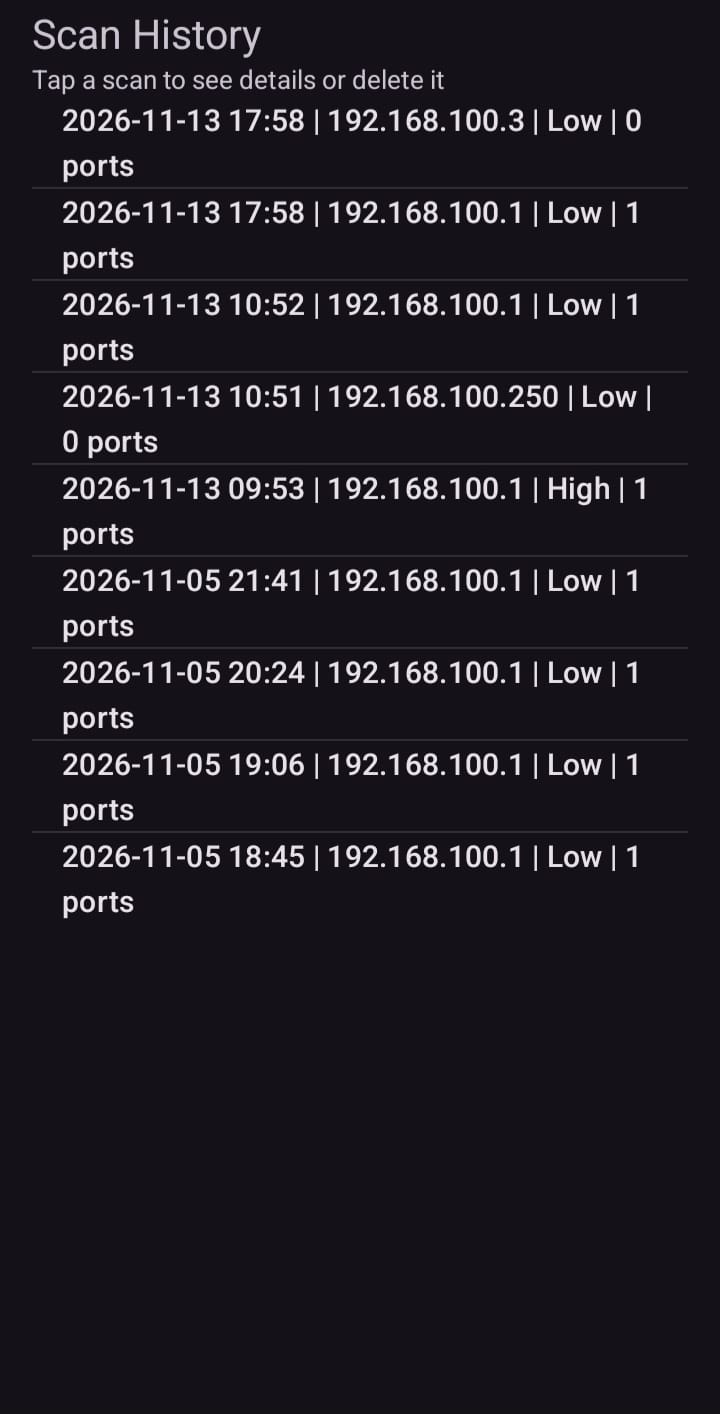 Scan History
Tap a scan to see details or delete it
2026-11-13 17:58 | 192.168.100.3 | Low | 0
ports
2026-11-13 17:58 | 192.168.100.1 | Low | 1
ports
2026-11-13 10:52 | 192.168.100.1 | Low | 1
ports
2026-11-13 10:51 | 192.168.100.250 | Low |
0 ports
2026-11-13 09:53 | 192.168.100.1 | High | 1
ports
2026-11-05 21:41 | 192.168.100.1 | Low | 1
ports
2026-11-05 20:24 | 192.168.100.1 | Low | 1
ports
2026-11-05 19:06 | 192.168.100.1 | Low | 1
ports
2026-11-05 18:45 | 192.168.100.1 | Low | 1
ports